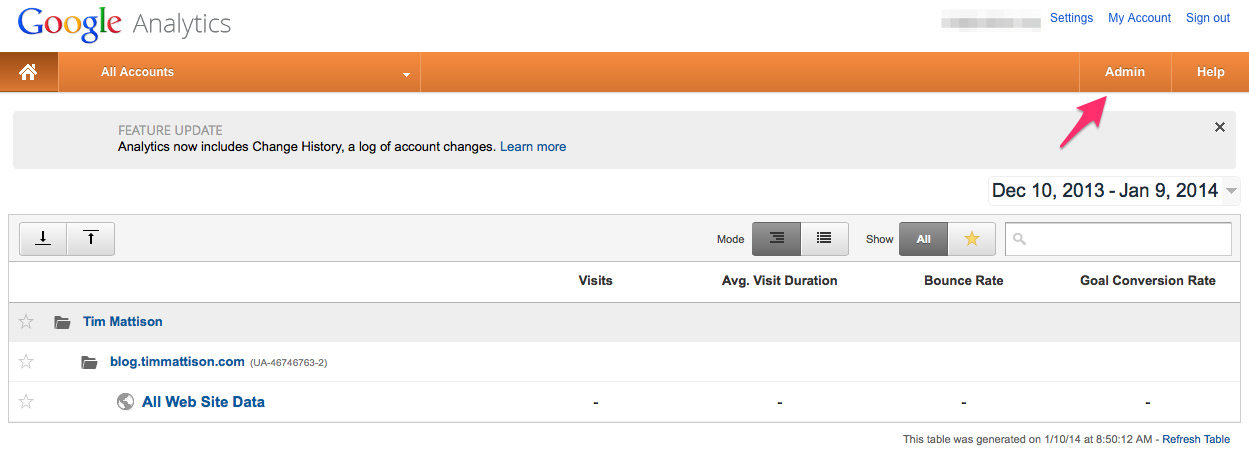 Google Analytics
Settings My Account Sign out
All Accounts Admin Help
FEATURE UPDATE
Analytics now includes Change History, a log of account changes. Learn more
Dec 10, 2013 - Jan 9, 2014
Mode Show All
Visits Avg. Visit Duration Bounce Rate Goal Conversion Rate
Tim Mattison
blog.timmattison.com (UA-46746763-2)
All Web Site Data - - - -
This table was generated on 1/10/14 at 8:50:12 AM - Refresh Table